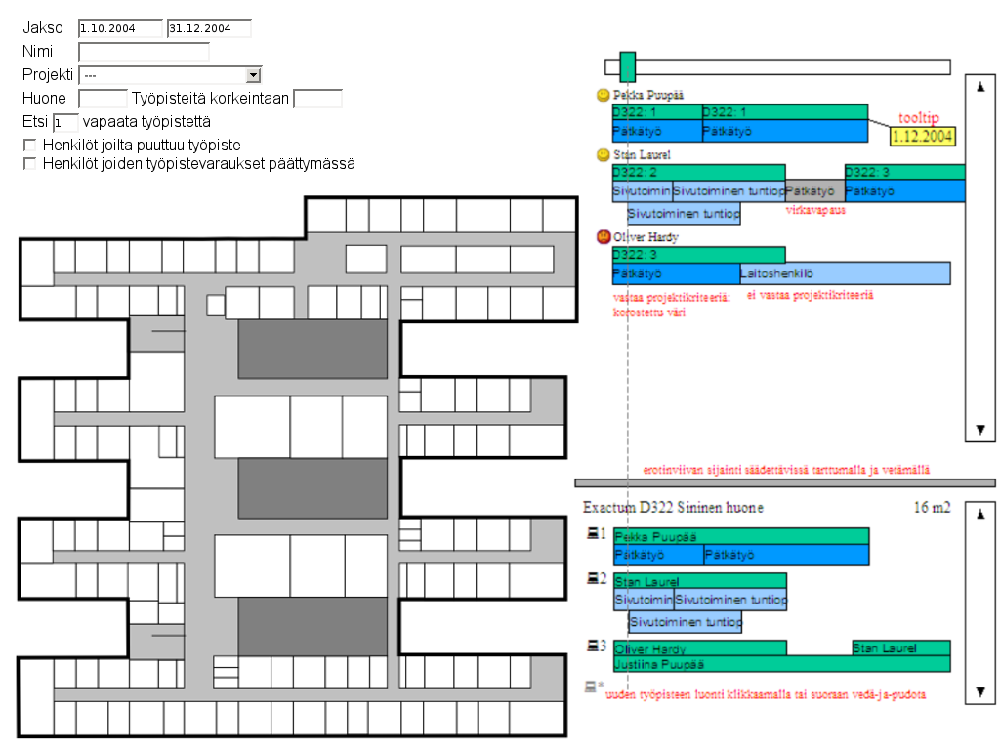 Jakso 1.10.2004 31.12.2004
Nimi
Projekti ---
Huone Työpisteitä korkeintaan
Etsi 1 vapaata työpistettä
Henkilöt joilta puuttuu työpiste
Henkilöt joiden työpistevaraukset päättymässä
Pekka Puupää
D322: 1 D322: 1
Pätkätyö Pätkätyö
tooltip
1.12.2004
Stan Laurel
D322: 2 D322: 3
Sivutoimin Sivutoiminen tuntiop Pätkätyö Pätkätyö
Sivutoiminen tuntiop
virkavapaus
Oliver Hardy
D322: 3
Pätkätyö Laitoshenkilö
vastaa projektikriteeriä: ei vastaa projektikriteeriä
korostettu väri
erotinviivan sijainti säädettävissä tarttumalla ja vetämällä
Exactum D322 Sininen huone 16 m2
1 Pekka Puupää
Pätkätyö Pätkätyö
2 Stan Laurel
Sivutoimin Sivutoiminen tuntiop
Sivutoiminen tuntiop
3 Oliver Hardy Stan Laurel
Justiina Puupää
* uuden työpisteen luonti klikkaamalla tai suoraan vedä-ja-pudota